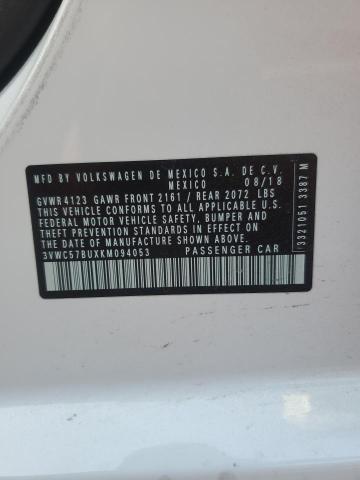 MFD BY VOLKSWAGEN DE MEXICO S.A. DE C.V.
MEXICO 08/18
GVWR 4123 GAWR FRONT 2161 / REAR 2072 LBS
THIS VEHICLE CONFORMS TO ALL APPLICABLE U.S.
FEDERAL MOTOR VEHICLE SAFETY, BUMPER AND
THEFT PREVENTION STANDARDS IN EFFECT ON THE
DATE OF MANUFACTURE SHOWN ABOVE.
3VWC57BUXKM094053 PASSENGER CAR
3321051 3387 M